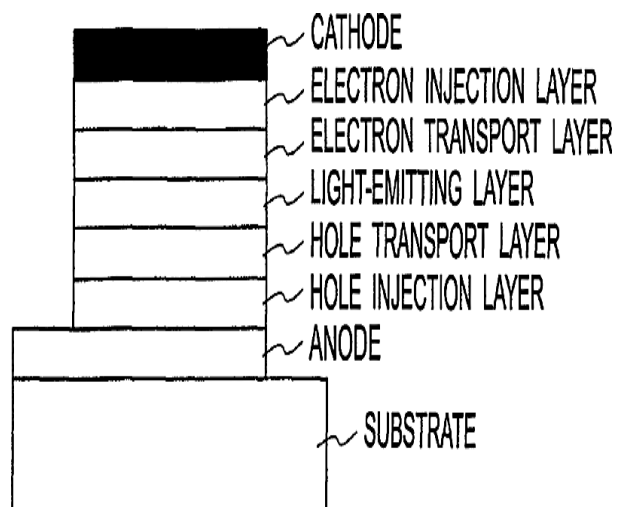 CATHODE
ELECTRON INJECTION LAYER
ELECTRON TRANSPORT LAYER
LIGHT-EMITTING LAYER
HOLE TRANSPORT LAYER
HOLE INJECTION LAYER
ANODE
SUBSTRATE